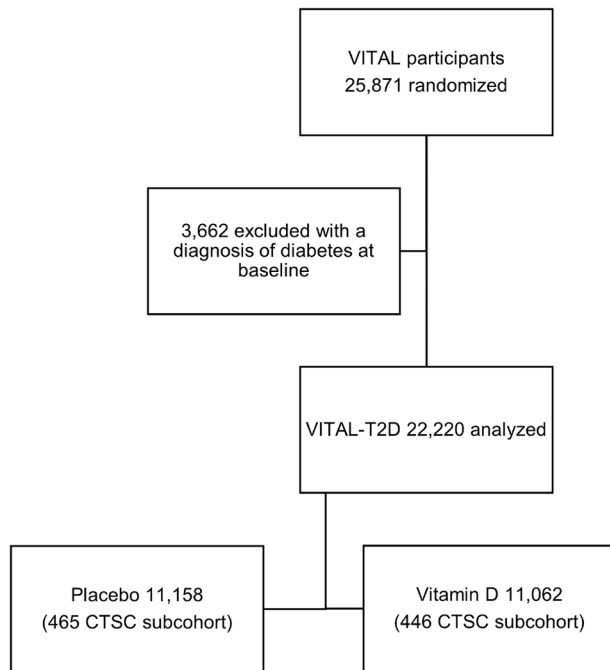 VITAL participants
25,871 randomized
3,662 excluded with a
diagnosis of diabetes at
baseline
VITAL-T2D 22,220 analyzed
Placebo 11,158
(465 CTSC subcohort)
Vitamin D 11,062
(446 CTSC subcohort)